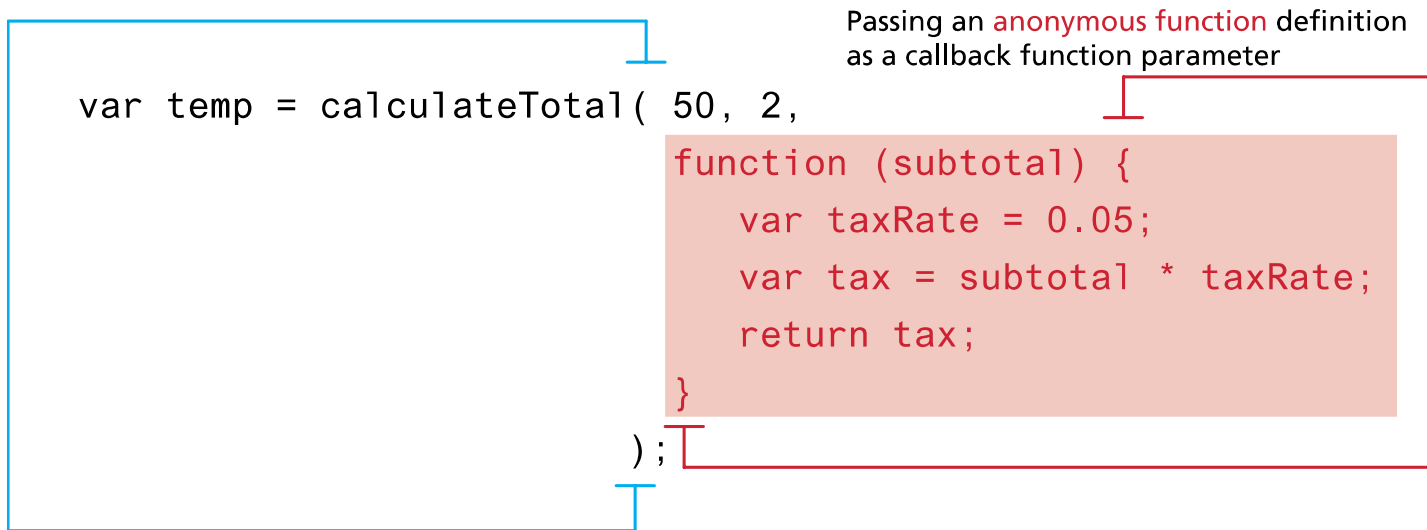 Passing an anonymous function definition
as a callback function parameter
var temp = calculateTotal( 50, 2,
function (subtotal) {
var taxRate = 0.05;
var tax = subtotal * taxRate;
return tax;
}
);